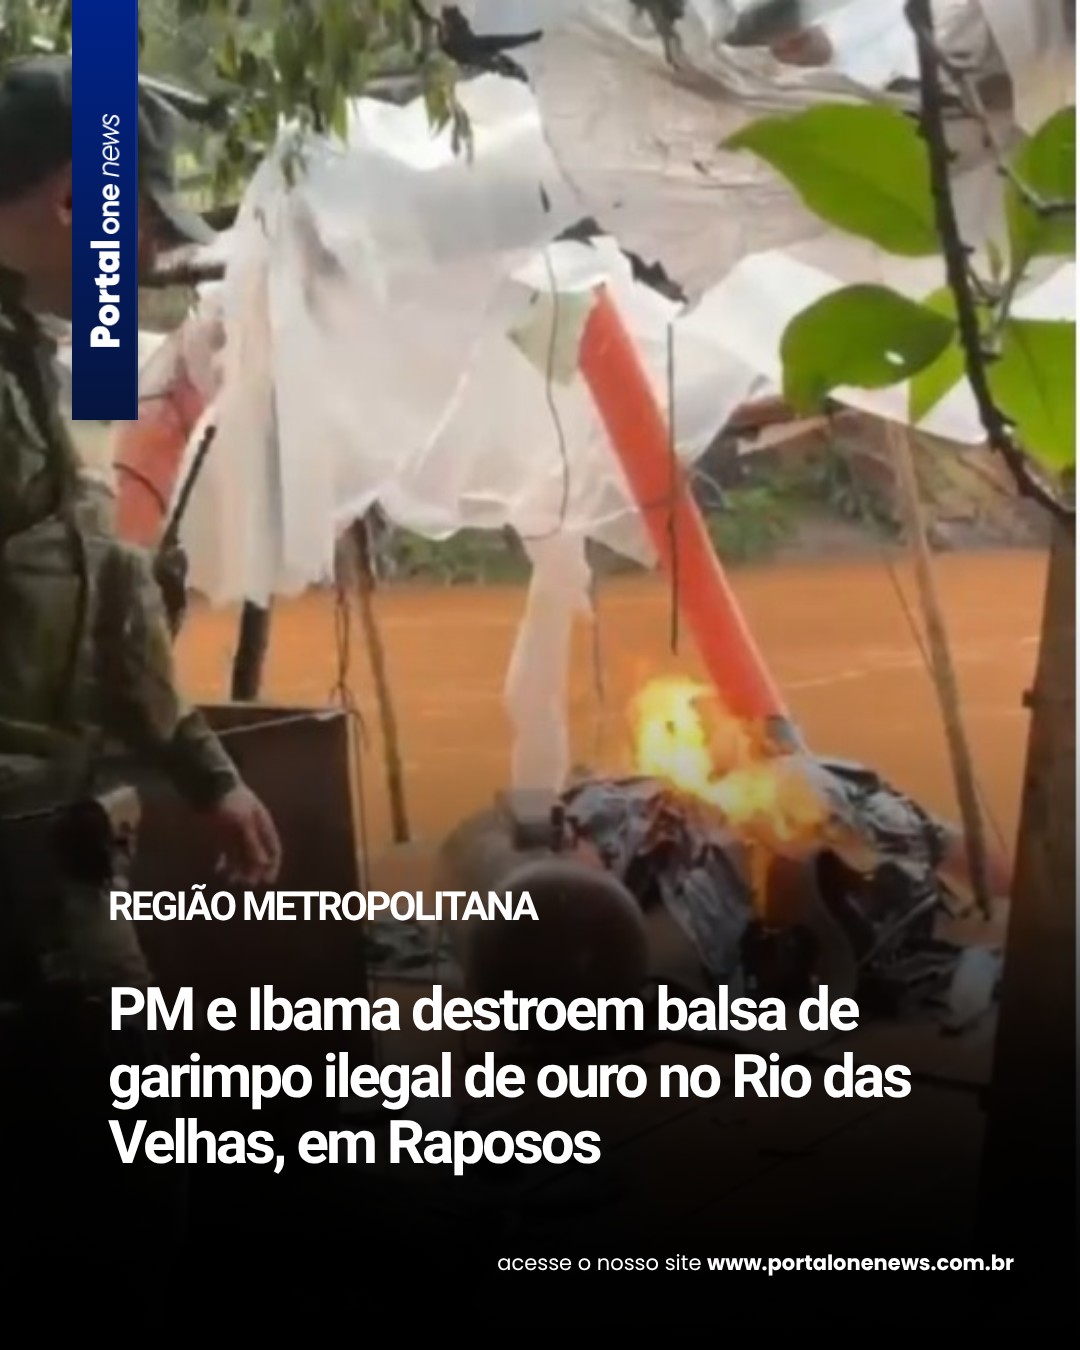 Portal one news
REGIÃO METROPOLITANA
PM e Ibama destroem balsa de
garimpo ilegal de ouro no Rio das
Velhas, em Raposos
acesse o nosso site www.portalonenews.com.br